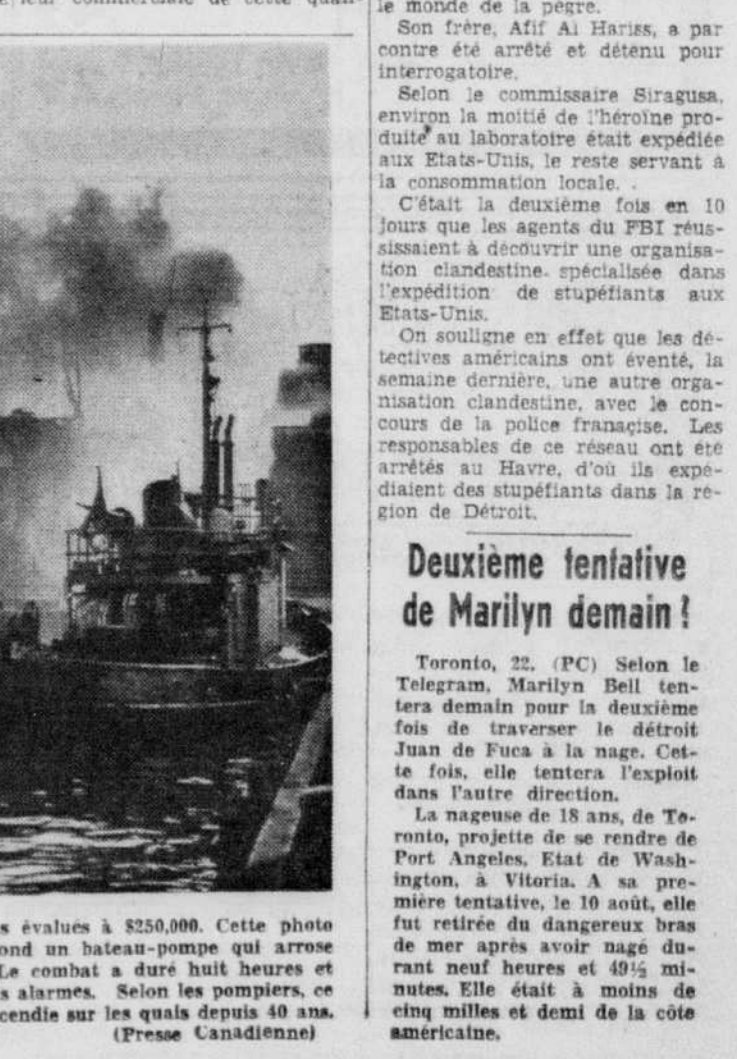 leur commerciale de cette quan-
s évalués à $250,000. Cette photo
ond un bateau-pompe qui arrose
Le combat a duré huit heures et
s alarmes. Selon les pompiers, ce
cendie sur les quais depuis 40 ans.
(Presse Canadienne)
le monde de la pègre.
Son frère, Afif Al Hariss, a par
contre été arrêté et détenu pour
interrogatoire.
Selon le commissaire Siragusa,
environ la moitié de l'héroïne pro-
duite au laboratoire était expédiée
aux Etats-Unis, le reste servant à
la consommation locale.
C'était la deuxième fois en 10
jours que les agents du FBI réus-
sissaient à découvrir une organisa-
tion clandestine spécialisée dans
l'expédition de stupéfiants aux
Etats-Unis.
On souligne en effet que les dé-
tectives américains ont éventé, la
semaine dernière, une autre orga-
nisation clandestine, avec le con-
cours de la police franaçise. Les
responsables de ce réseau ont été
arrêtés au Havre, d'où ils expé-
diaient des stupéfiants dans la ré-
gion de Détroit.
Deuxième tentative
de Marilyn demain?
Toronto, 22. (PC) Selon le
Telegram, Marilyn Bell ten-
tera demain pour la deuxième
fois de traverser le détroit
Juan de Fuca à la nage. Cet-
te fois, elle tentera l'exploit
dans l'autre direction.
La nageuse de 18 ans, de To-
ronto, projette de se rendre de
Port Angeles, Etat de Wash-
ington, à Vitoria. A sa pre-
mière tentative, le 10 août, elle
fut retirée du dangereux bras
de mer après avoir nagé du-
rant neuf heures et 49½ mi-
nutes. Elle était à moins de
cinq milles et demi de la côte
américaine.